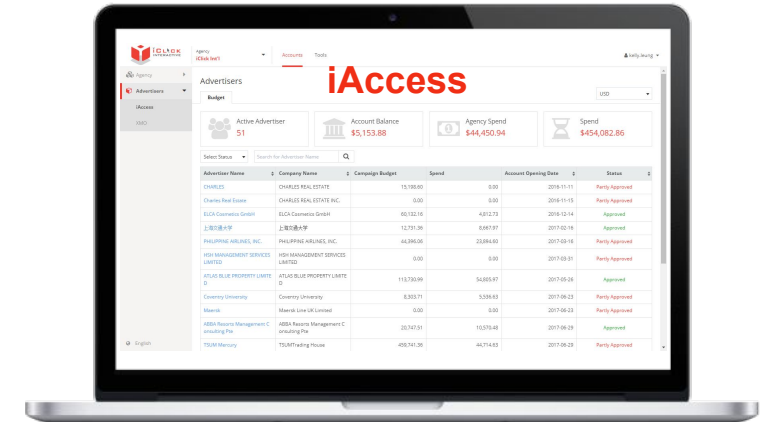 iCLICK
INTERACTIVE
Agency
iClick Int'l
Accounts
Tools
kelly.leung
iAccess
Agency
Advertisers
iAccess
XMO
English
Advertisers
USD
Budget
Active Advertiser
51
Account Balance
$5,153.88
Agency Spend
$44,450.94
Spend
$454,082.86
Select Status
Search for Advertiser Name
Advertiser Name Company Name Campaign Budget Spend Account Opening Date Status
CHARLES CHARLES REAL ESTATE 15,198.60 0.00 2016-11-11 Partly Approved
Charles Real Estate CHARLES REAL ESTATE INC. 0.00 0.00 2016-11-15 Partly Approved
ELCA Cosmetics GmbH ELCA Cosmetics GmbH 60,132.16 4,812.73 2016-12-14 Approved
上海交通大学 上海交通大学 12,731.36 8,667.97 2017-02-16 Approved
PHILIPPINE AIRLINES, INC. PHILIPPINE AIRLINES, INC. 44,396.06 23,894.60 2017-03-16 Partly Approved
HSH MANAGEMENT SERVICES HSH MANAGEMENT SERVICES
LIMITED LIMITED 0.00 0.00 2017-03-31 Partly Approved
ATLAS BLUE PROPERTY LIMITE ATLAS BLUE PROPERTY LIMITE
D D 113,730.99 54,805.97 2017-05-26 Approved
Coventry University Coventry University 8,303.71 5,536.63 2017-06-23 Partly Approved
Maersk Maersk Line UK Limited 0.00 0.00 2017-06-23 Partly Approved
ABBA Resorts Management C ABBA Resorts Management C
onsulting Pte onsulting Pte 20,747.51 10,570.48 2017-06-29 Approved
TSUM Mercury TSUMTrading House 459,741.36 44,714.63 2017-06-29 Partly Approved